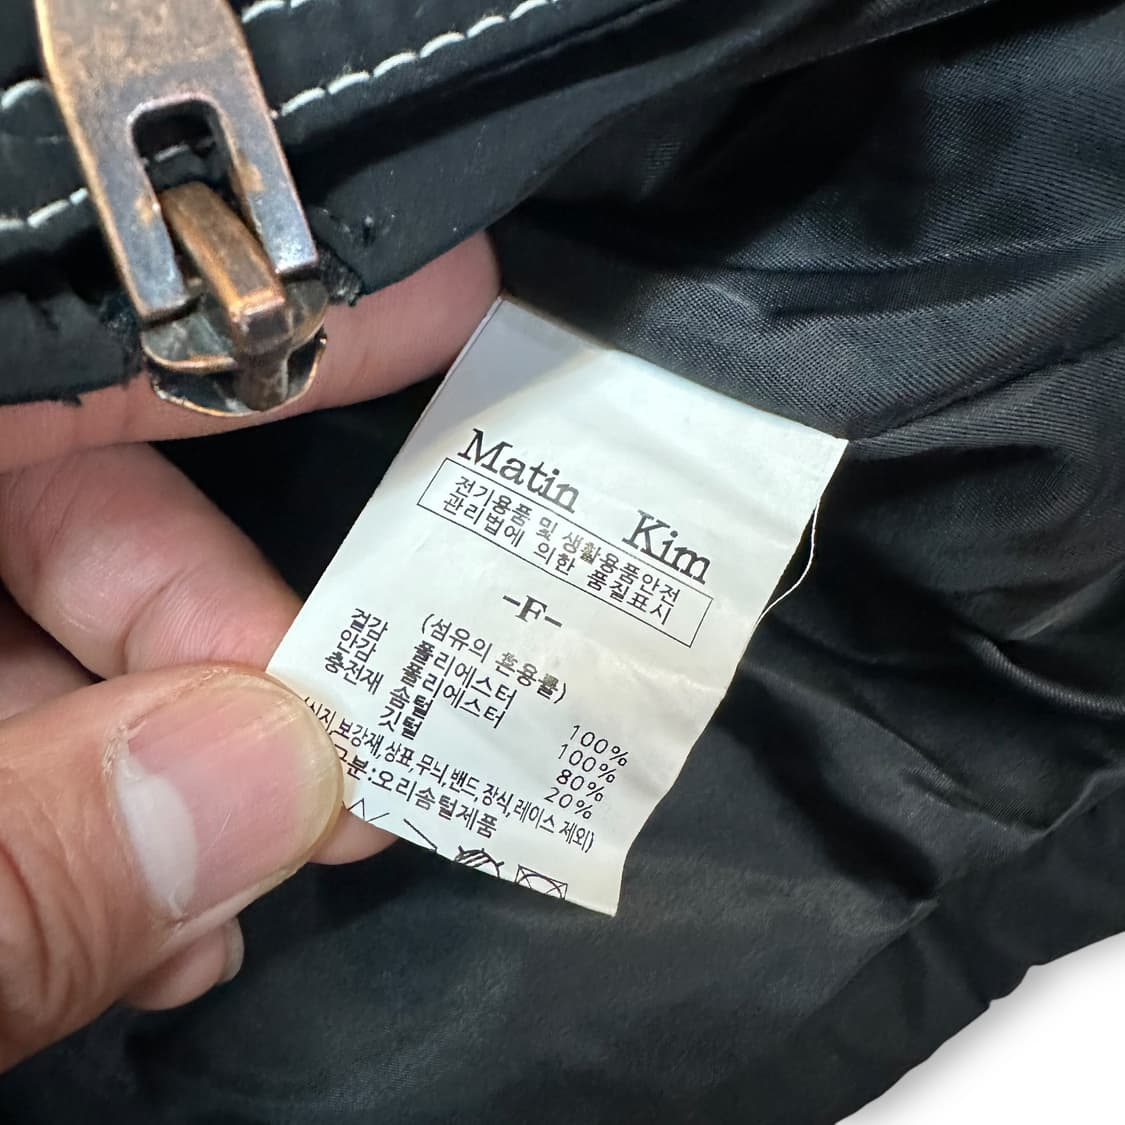 Matin Kim
전기용품 및 생활용품안전
관리법에 의한 품질표시
-F-
(섬유의 혼용률)
겉감 폴리에스터 100%
안감 폴리에스터 100%
충전재 솜털 80%
깃털 20%
(심지,보강재,상표,무늬,밴드,장식,레이스 제외)
구분:오리솜털제품